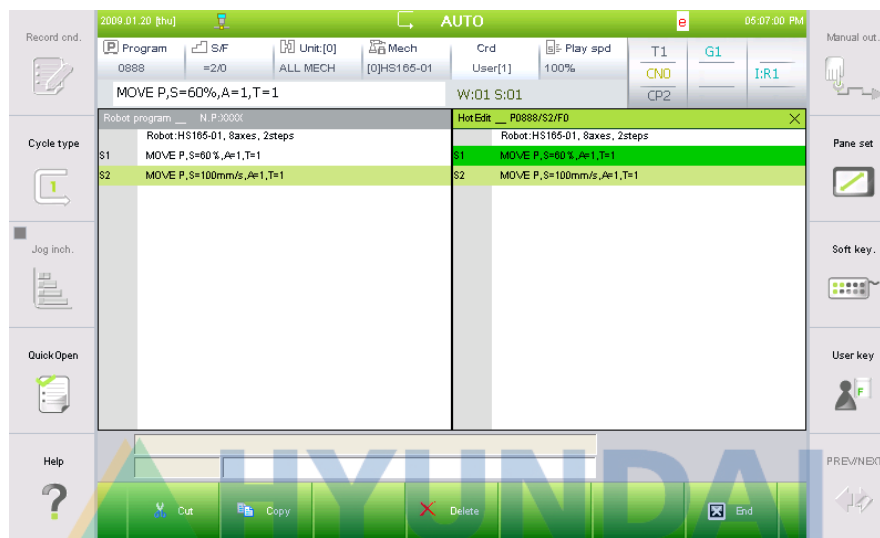 Record cnd.
2009.01.20 [thu]
AUTO
e
05:07:00 PM
Manual out.
P Program
S/F
Unit:[0]
Mech
Crd
Play spd
0888
=2/0
ALL MECH
[0]HS165-01
User[1]
100%
T1
G1
CN0
I:R1
CP2
MOVE P,S=60%,A=1,T=1
W:01 S:01
Robot program __ N.P:XXXX
Hot Edit __ P0888/S2/F0
Robot:HS165-01, 8axes, 2steps
S1 MOVE P,S=60%,A=1,T=1
S2 MOVE P,S=100mm/s,A=1,T=1
Robot:HS165-01, 8axes, 2steps
S1 MOVE P,S=60%,A=1,T=1
S2 MOVE P,S=100mm/s,A=1,T=1
Cycle type
1
Jog inch.
Quick Open
Help
?
Pane set
Soft key.
User key
F
PREV/NEXT
HYUNDAI
Cut
Copy
Delete
End